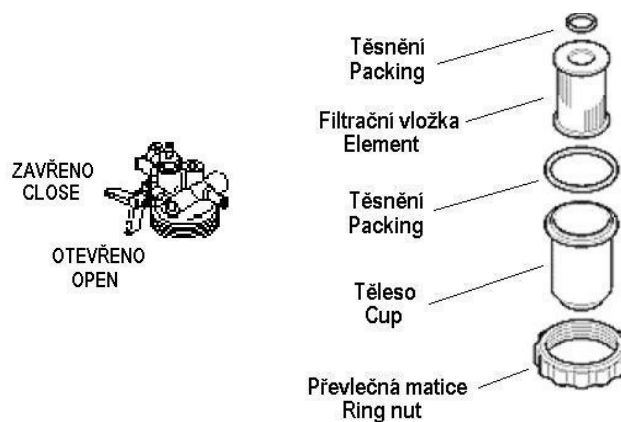 ZAVŘENO
CLOSE
OTEVŘENO
OPEN
Těsnění
Packing
Filtrační vložka
Element
Těsnění
Packing
Těleso
Cup
Převlečná matice
Ring nut